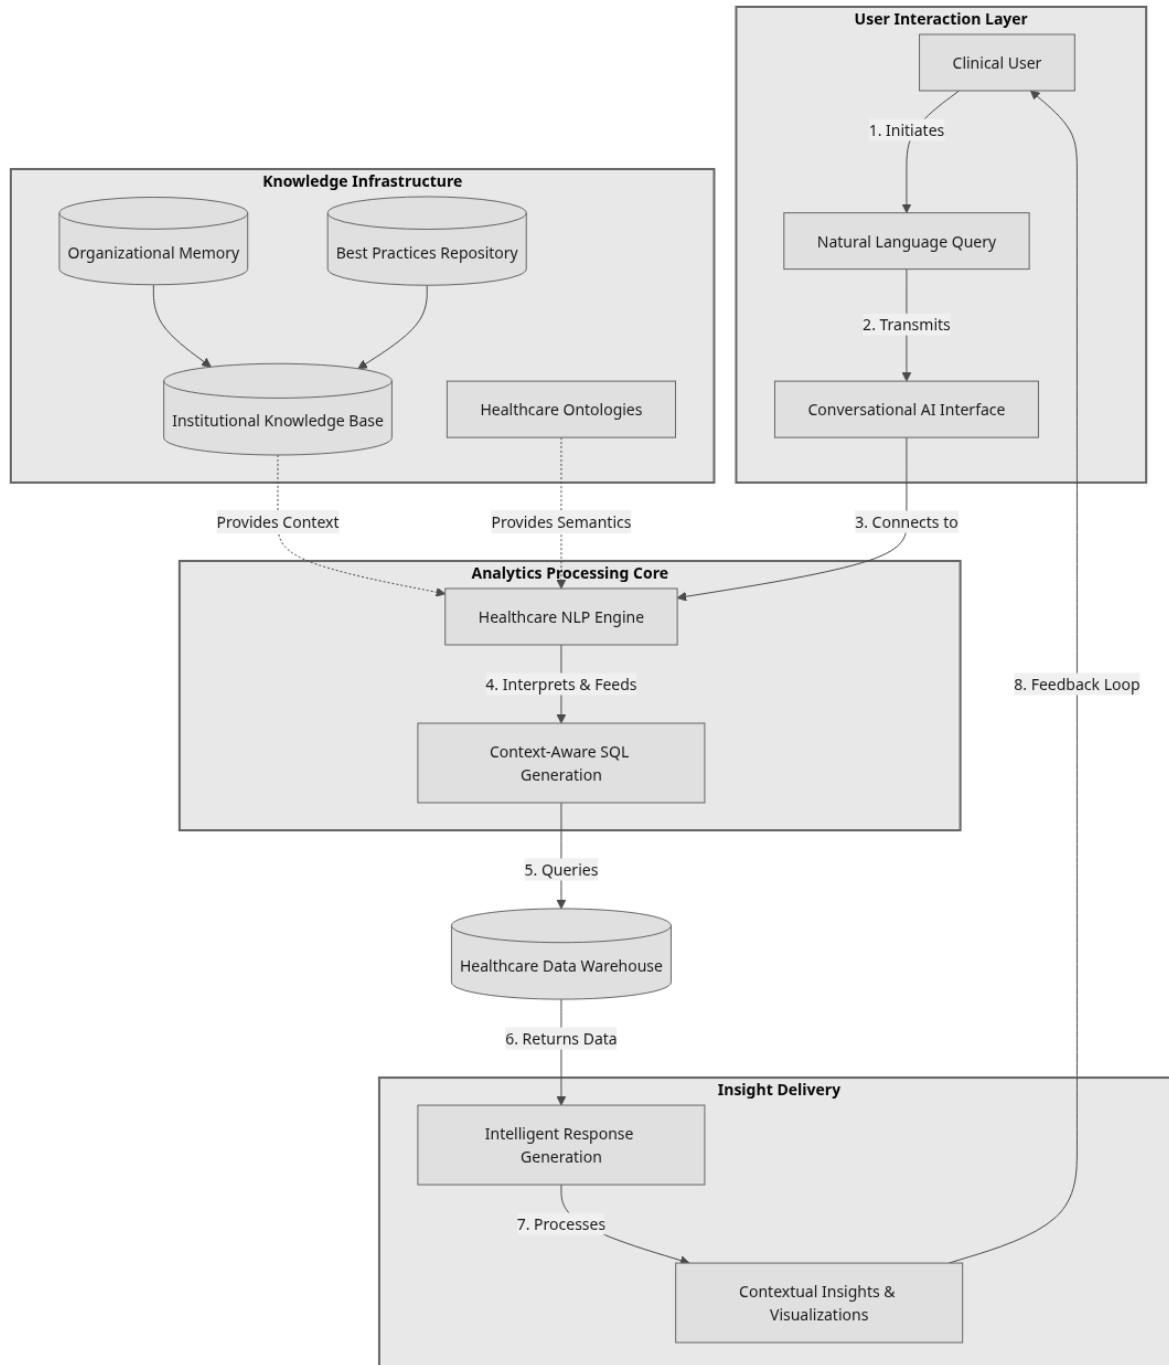 User Interaction Layer
Clinical User
1. Initiates
Knowledge Infrastructure
Organizational Memory
Best Practices Repository
Natural Language Query
2. Transmits
Institutional Knowledge Base
Healthcare Ontologies
Conversational AI Interface
Provides Context
Provides Semantics
3. Connects to
Analytics Processing Core
Healthcare NLP Engine
4. Interprets & Feeds
8. Feedback Loop
Context-Aware SQL
Generation
5. Queries
Healthcare Data Warehouse
6. Returns Data
Insight Delivery
Intelligent Response
Generation
7. Processes
Contextual Insights &
Visualizations